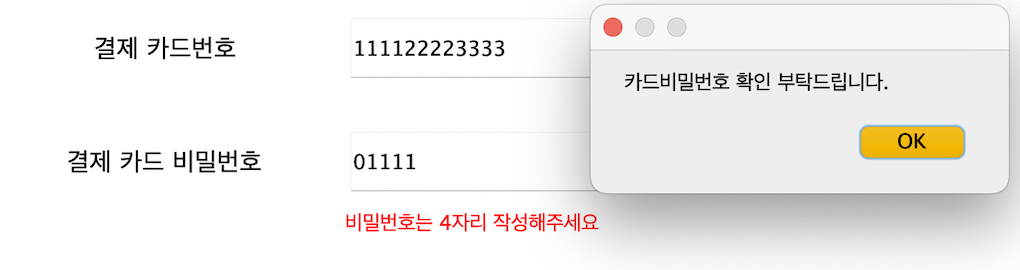 결제 카드번호
111122223333
카드비밀번호 확인 부탁드립니다.
OK
결제 카드 비밀번호
01111
비밀번호는 4자리 작성해주세요